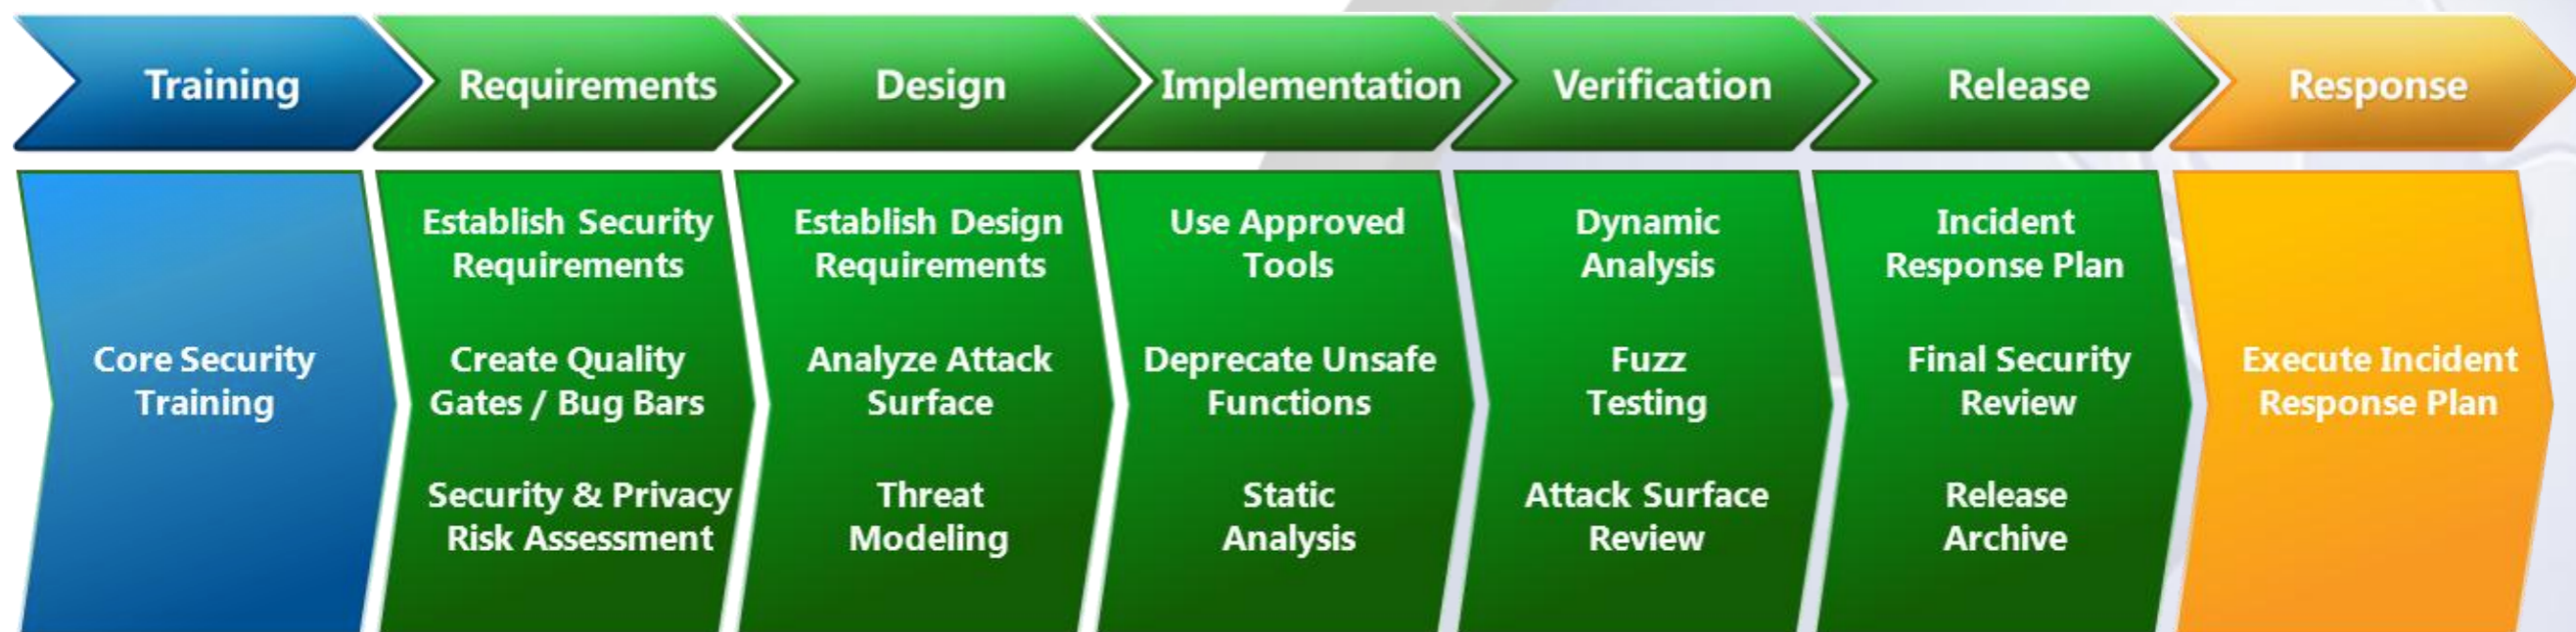 Training
Requirements
Design
Implementation
Verification
Release
Response
Core Security
Training
Establish Security
Requirements
Create Quality
Gates / Bug Bars
Security & Privacy
Risk Assessment
Establish Design
Requirements
Analyze Attack
Surface
Threat
Modeling
Use Approved
Tools
Deprecate Unsafe
Functions
Static
Analysis
Dynamic
Analysis
Fuzz
Testing
Attack Surface
Review
Incident
Response Plan
Final Security
Review
Release
Archive
Execute Incident
Response Plan